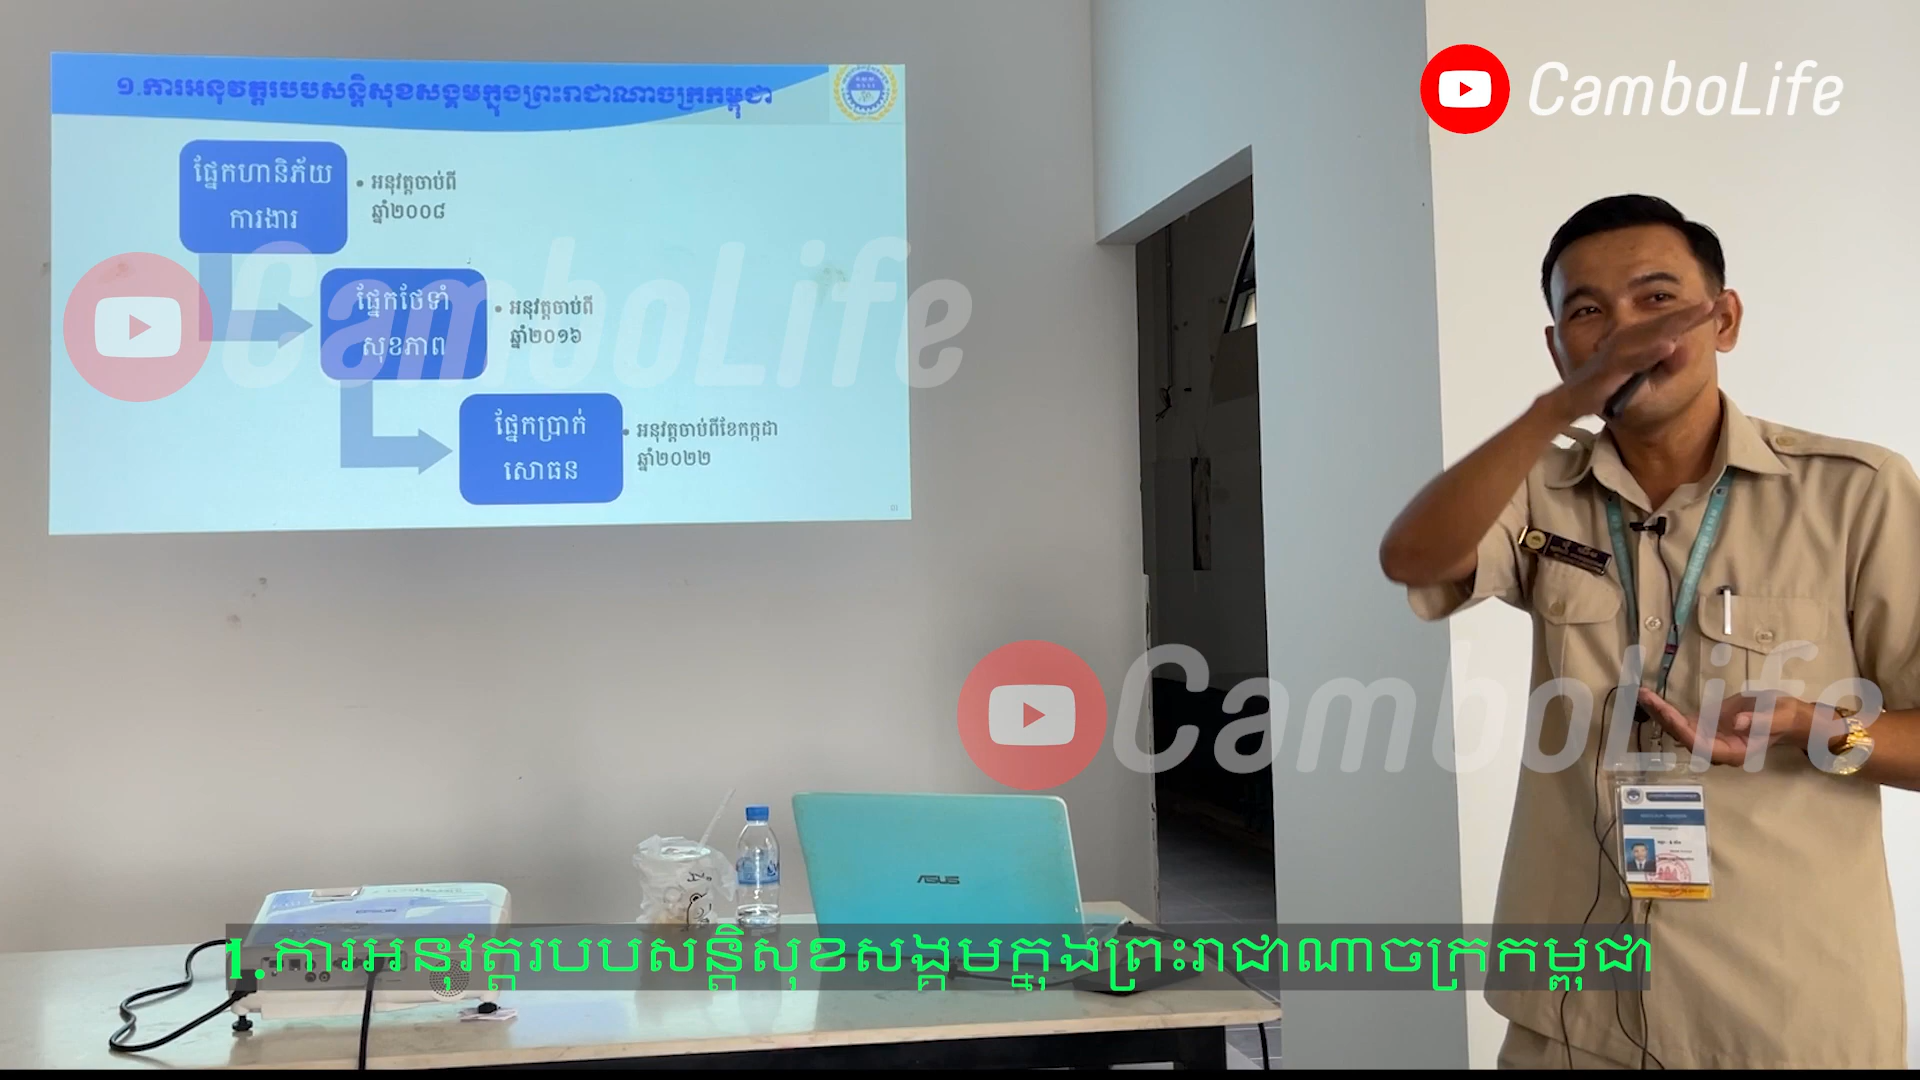 ១.ការអនុវត្តរបបសន្តិសុខសង្គមក្នុងព្រះរាជាណាចក្រកម្ពុជា
CamboLife
ផ្នែកហានិភ័យ
ការងារ
• អនុវត្តចាប់ពី
ឆ្នាំ២០០៨
CamboLife
ផ្នែកថែទាំ
សុខភាព
• អនុវត្តចាប់ពី
ឆ្នាំ២០១៦
ផ្នែកប្រាក់
សោធន
• អនុវត្តចាប់ពីខែកក្កដា
ឆ្នាំ២០២២
CamboLife
ASUS
1.ការអនុវត្តរបបសន្តិសុខសង្គមក្នុងព្រះរាជាណាចក្រកម្ពុជា